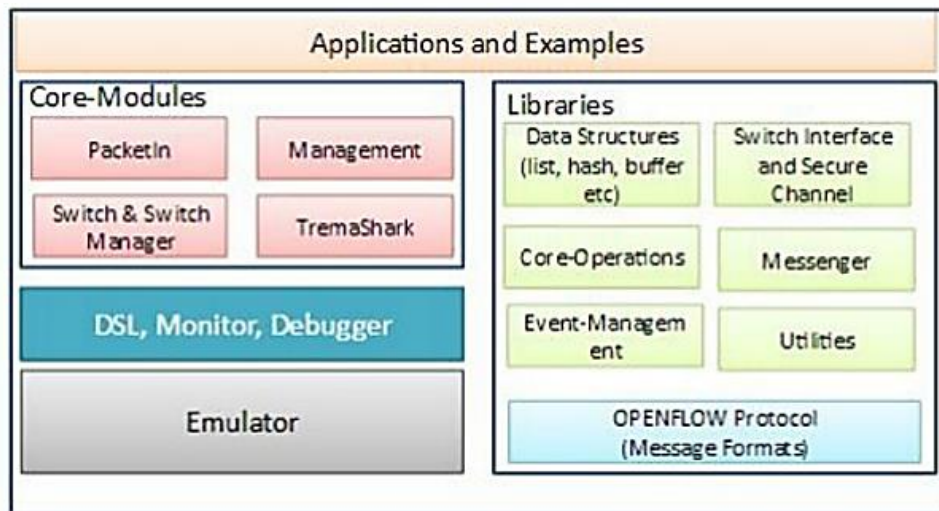 Applications and Examples
Core-Modules
PacketIn
Management
Switch & Switch
Manager
TremaShark
DSL, Monitor, Debugger
Emulator
Libraries
Data Structures
(list, hash, buffer
etc)
Switch Interface
and Secure
Channel
Core-Operations
Messenger
Event-Managem
ent
Utilities
OPENFLOW Protocol
(Message Formats)